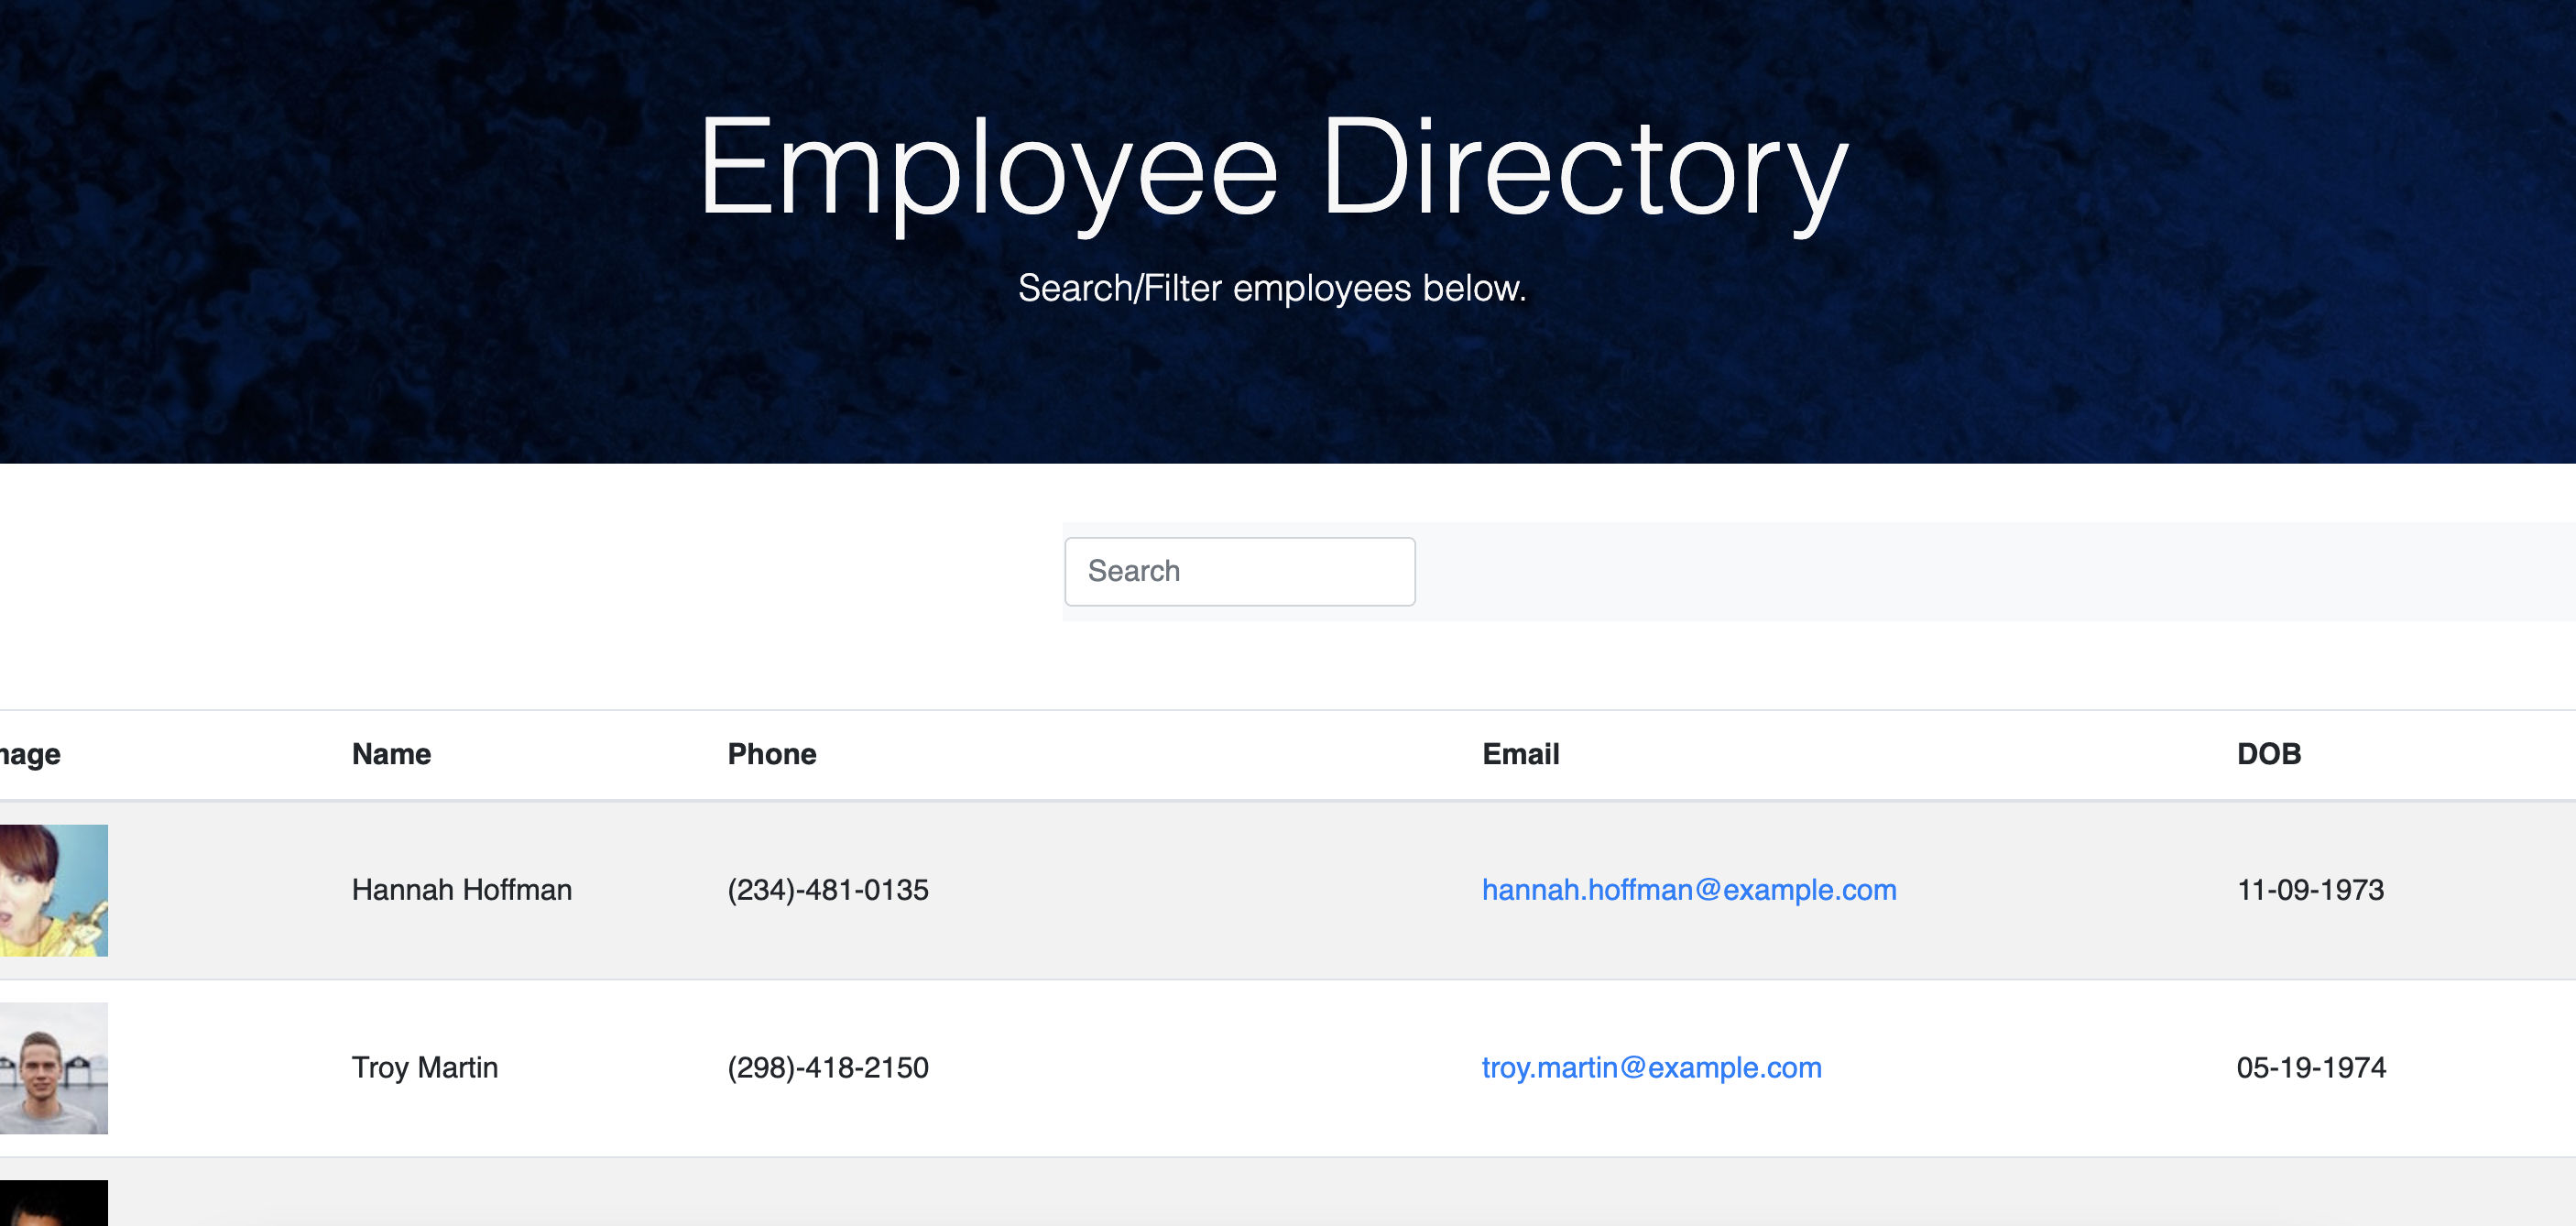 Employee Directory
Search/Filter employees below.
Search
mage Name Phone Email DOB
Hannah Hoffman (234)-481-0135 hannah.hoffman@example.com 11-09-1973
Troy Martin (298)-418-2150 troy.martin@example.com 05-19-1974